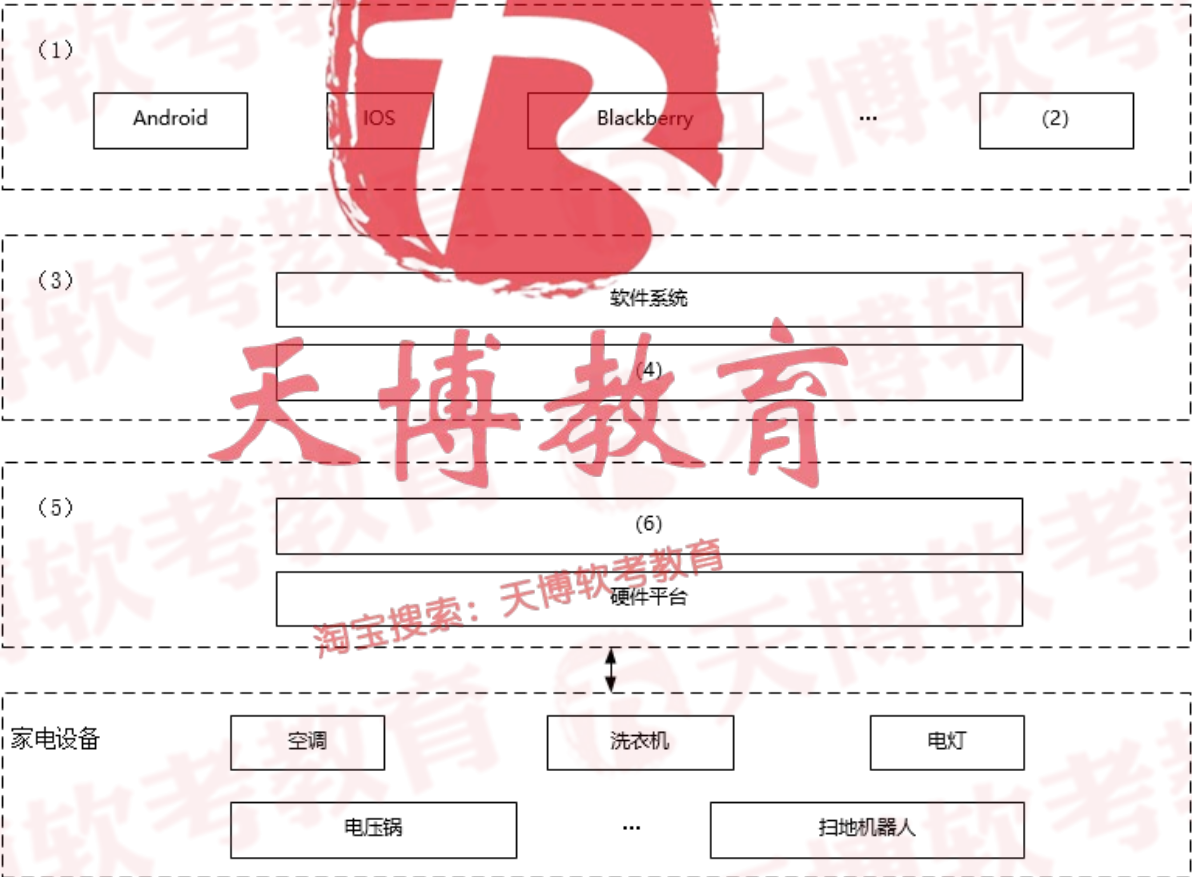 （1）
Android
IOS
Blackberry
...
(2)
（3）
软件系统
(4)
天博教育
（5）
(6)
硬件平台
淘宝搜索：天博软考教育
家电设备
空调
洗衣机
电灯
电压锅
...
扫地机器人